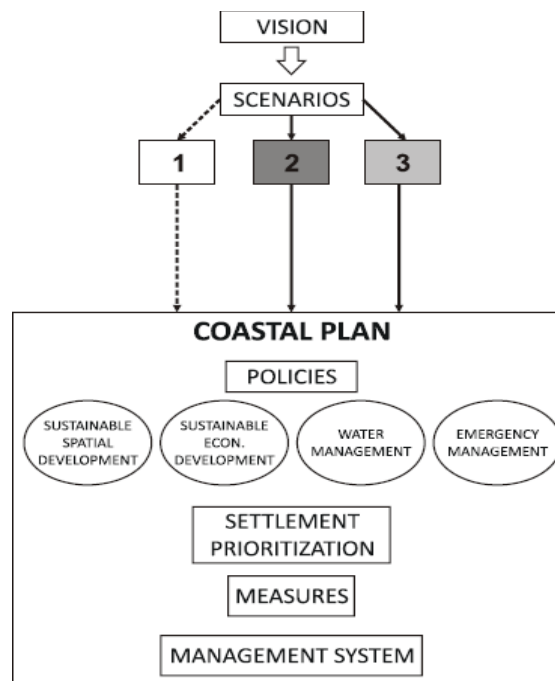 VISION
SCENARIOS
1 2 3
COASTAL PLAN
POLICIES
SUSTAINABLE
SPATIAL
DEVELOPMENT
SUSTAINABLE
ECON.
DEVELOPMENT
WATER
MANAGEMENT
EMERGENCY
MANAGEMENT
SETTLEMENT
PRIORITIZATION
MEASURES
MANAGEMENT SYSTEM